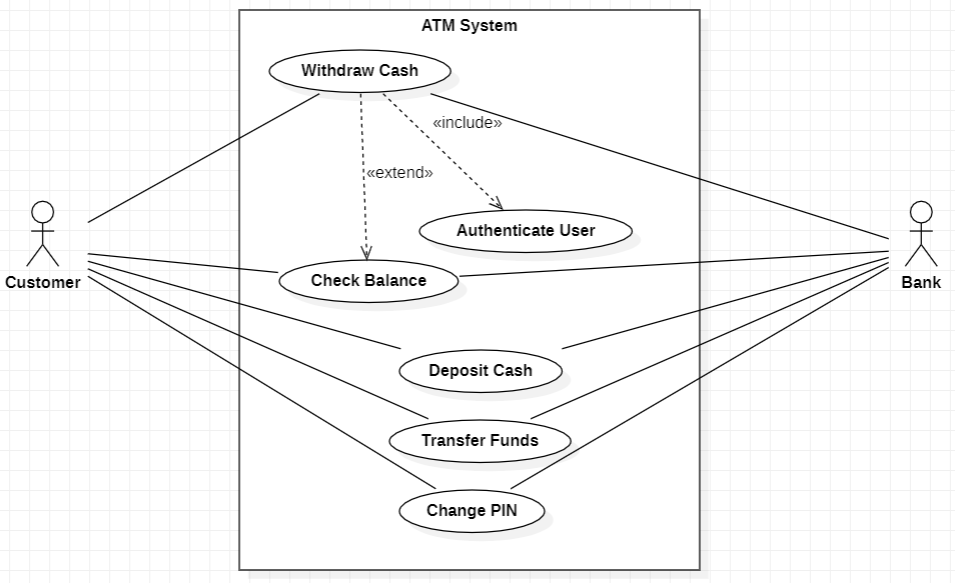 ATM System
Withdraw Cash
«include»
«extend»
Authenticate User
Customer
Check Balance
Bank
Deposit Cash
Transfer Funds
Change PIN